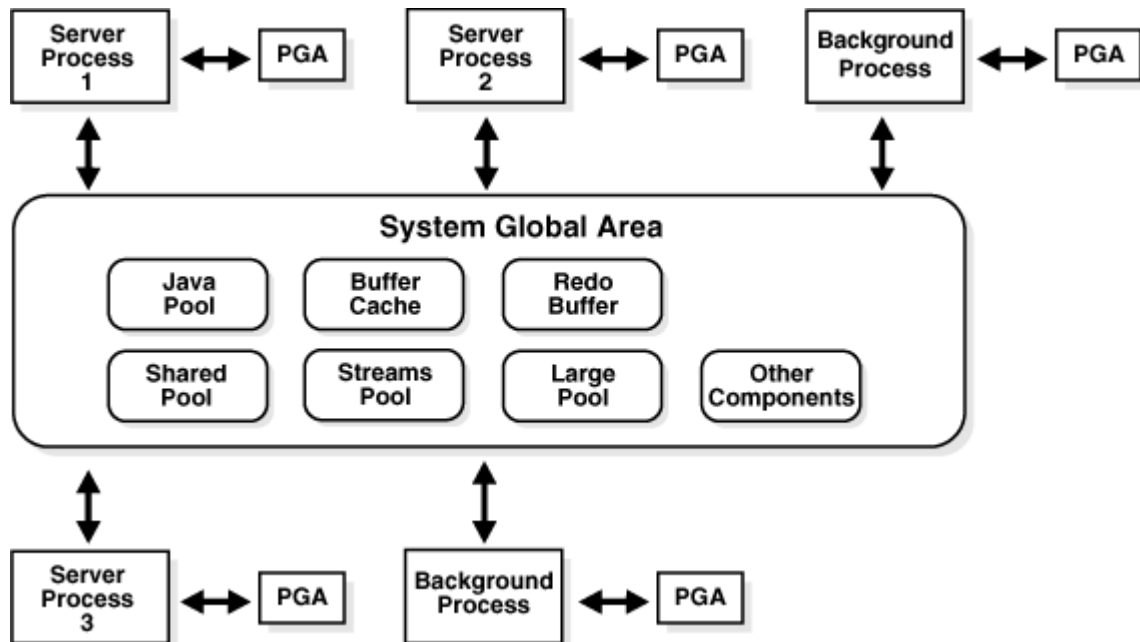 Server
Process
1
PGA
Server
Process
2
PGA
Background
Process
PGA
System Global Area
Java
Pool
Buffer
Cache
Redo
Buffer
Shared
Pool
Streams
Pool
Large
Pool
Other
Components
Server
Process
3
PGA
Background
Process
PGA